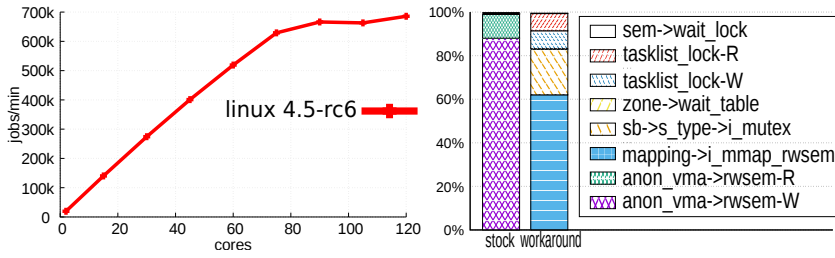 700k
600k
500k
400k
300k
200k
100k
0
jobs/min
linux 4.5-rc6
0 20 40 60 80 100 120
cores
100%
80%
60%
40%
20%
0%
stock workaround
sem->wait_lock
tasklist_lock-R
tasklist_lock-W
zone->wait_table
sb->s_type->i_mutex
mapping->i_mmap_rwsem
anon_vma->rwsem-R
anon_vma->rwsem-W